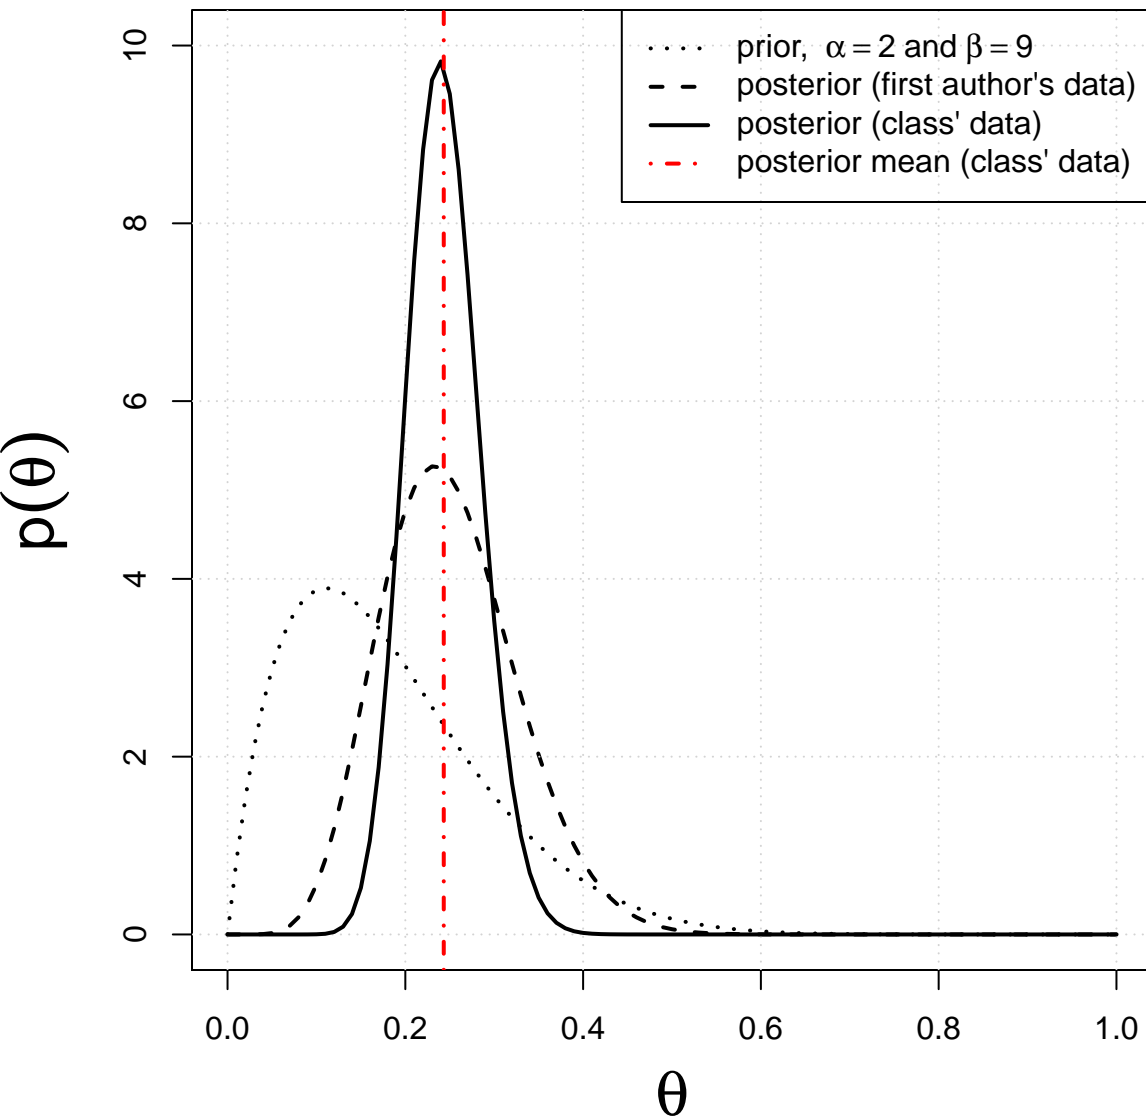 prior, α = 2 and β = 9
posterior (first author's data)
posterior (class' data)
posterior mean (class' data)
10
8
6
4
2
0
p(θ)
0.0 0.2 0.4 0.6 0.8 1.0
θ